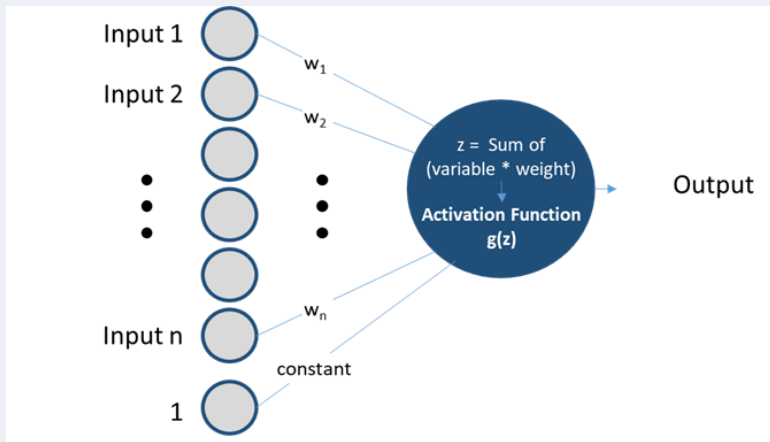 Input 1
w1
Input 2
w2
z = Sum of
(variable * weight)
Activation Function
g(z)
Output
wn
Input n
constant
1